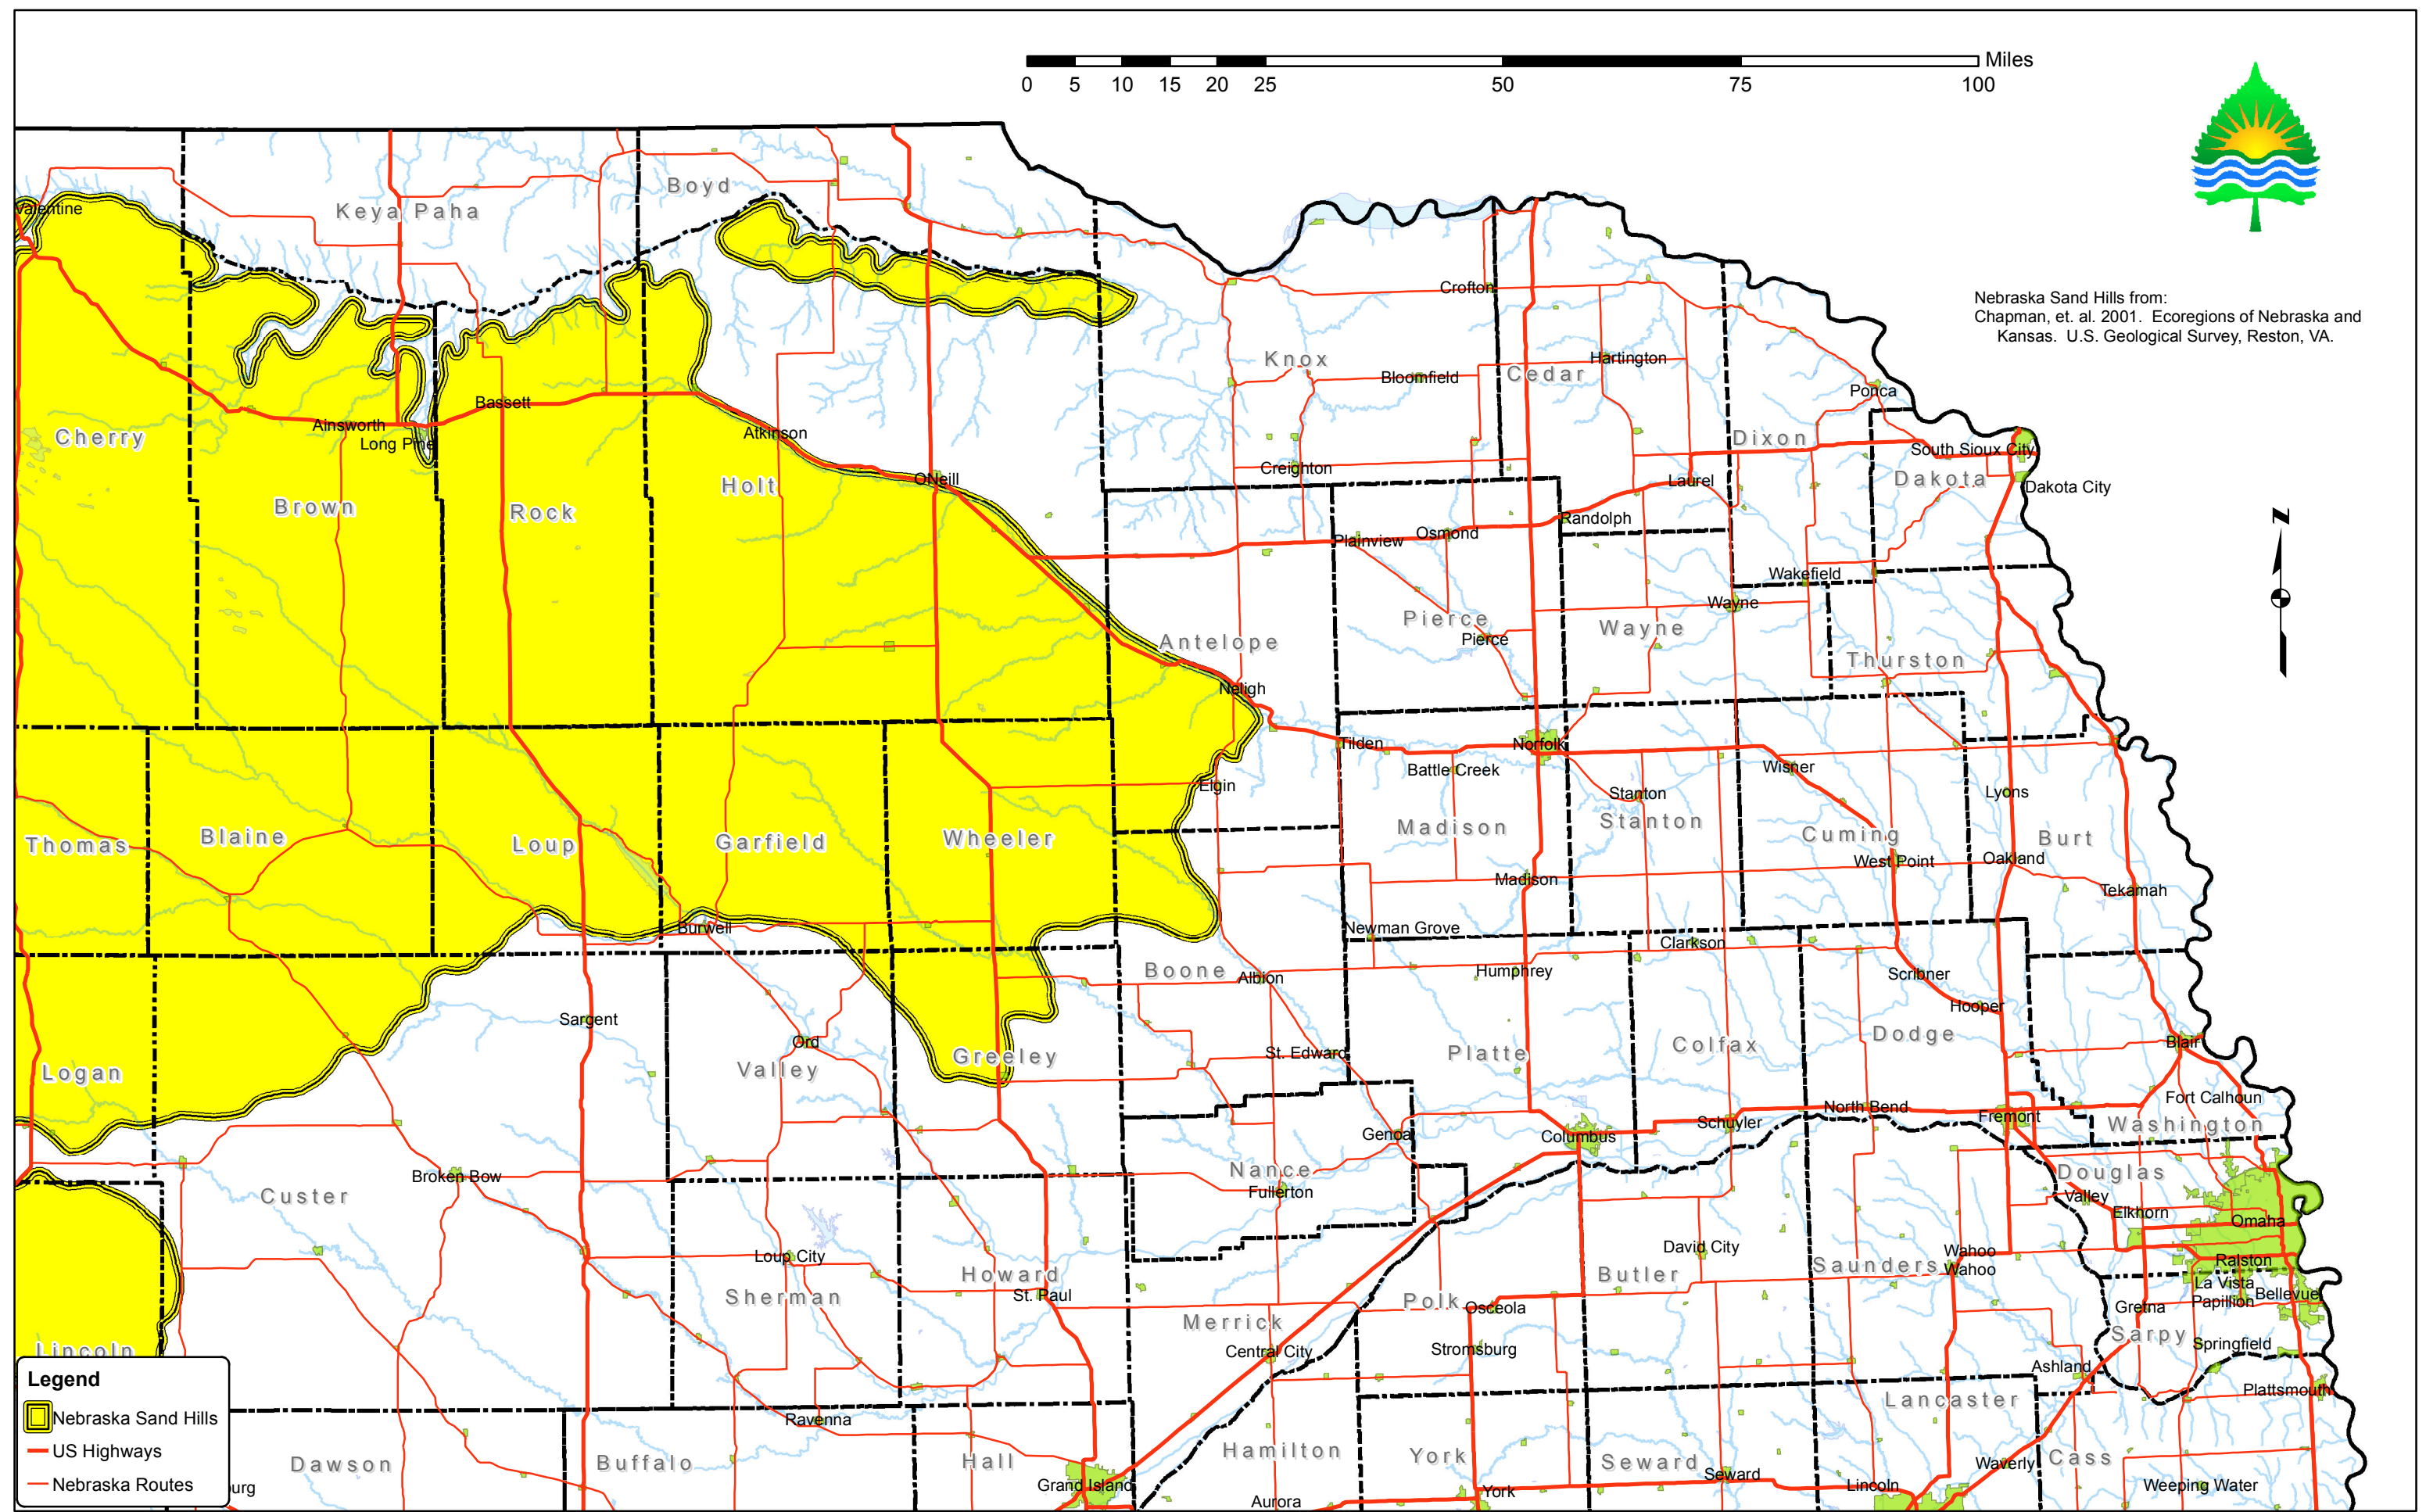 Miles
0 5 10 15 20 25 50 75 100
Nebraska Sand Hills from:
Chapman, et. al. 2001. Ecoregions of Nebraska and
Kansas. U.S. Geological Survey, Reston, VA.
N
Boyd
Keya Paha
Valentine
Crofton
Knox
Hartington
Cedar
Bloomfield
Ponca
Bassett
Ainsworth
Long Pine
Cherry
Atkinson
Dixon
South Sioux City
Creighton
ONeill
Holt
Laurel
Dakota
Dakota City
Brown
Rock
Randolph
Osmond
Plainview
Wakefield
Wayne
Pierce
Wayne
Pierce
Antelope
Thurston
Neligh
Tilden
Norfolk
Battle Creek
Wisner
Elgin
Stanton
Lyons
Stanton
Madison
Cuming
Burt
Thomas
Blaine
Loup
Garfield
Wheeler
West Point
Oakland
Madison
Tekamah
Burwell
Newman Grove
Clarkson
Boone
Albion
Humphrey
Scribner
Hooper
Sargent
Ord
Valley
Greeley
St. Edward
Platte
Colfax
Dodge
Blair
Logan
Fort Calhoun
North Bend
Fremont
Schuyler
Washington
Genoa
Columbus
Nance
Fullerton
Douglas
Broken Bow
Custer
Valley
Elkhorn
Omaha
Loup City
David City
Wahoo
Wahoo
Saunders
Ralston
Howard
St. Paul
Butler
La Vista
Papillion
Bellevue
Sherman
Polk
Osceola
Gretna
Merrick
Central City
Stromsburg
Sarpy
Springfield
Lincoln
Ashland
Plattsmouth
Lancaster
Ravenna
Dawson
Buffalo
Hall
Hamilton
York
Seward
Waverly
Cass
Grand Island
Seward
Lincoln
Weeping Water
York
Aurora
burg
Legend
Nebraska Sand Hills
US Highways
Nebraska Routes